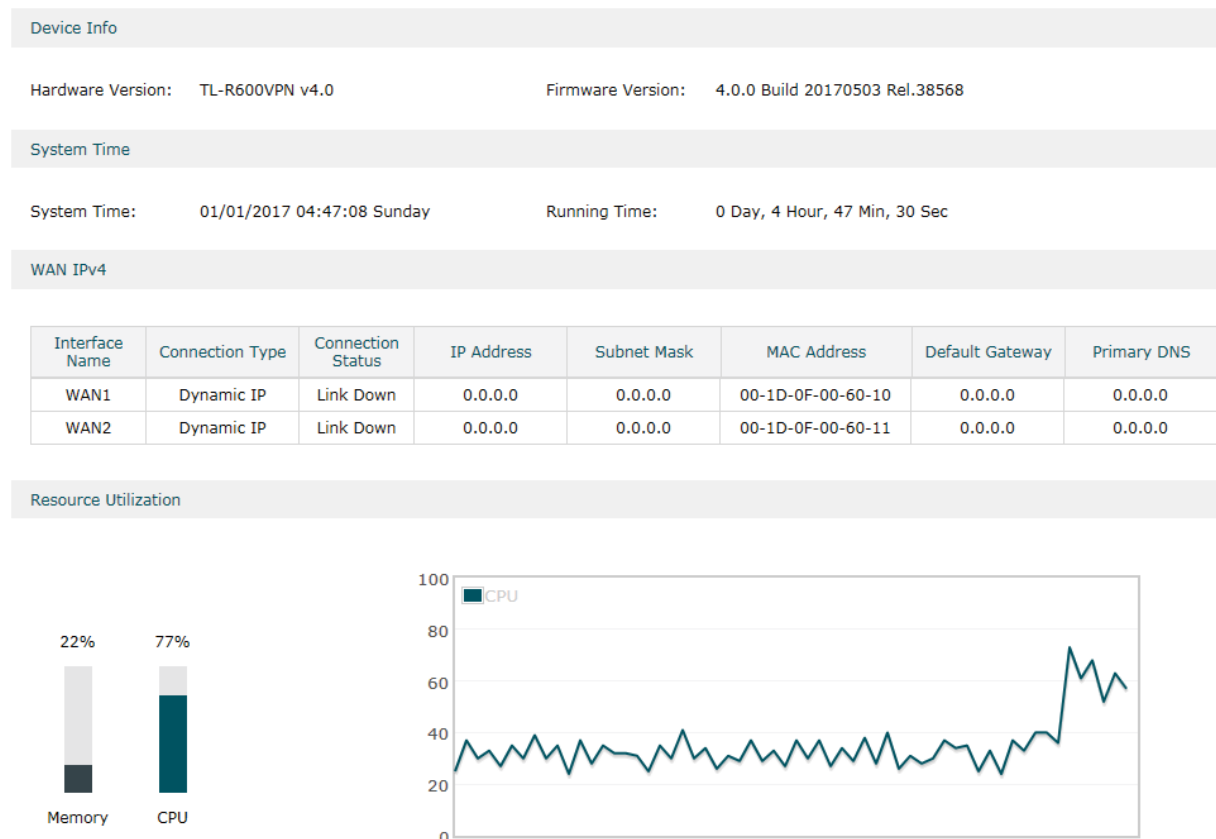 Device Info
Hardware Version: TL-R600VPN v4.0 Firmware Version: 4.0.0 Build 20170503 Rel.38568
System Time
System Time: 01/01/2017 04:47:08 Sunday Running Time: 0 Day, 4 Hour, 47 Min, 30 Sec
WAN IPv4
Interface Name Connection Type Connection Status IP Address Subnet Mask MAC Address Default Gateway Primary DNS
WAN1 Dynamic IP Link Down 0.0.0.0 0.0.0.0 00-1D-0F-00-60-10 0.0.0.0 0.0.0.0
WAN2 Dynamic IP Link Down 0.0.0.0 0.0.0.0 00-1D-0F-00-60-11 0.0.0.0 0.0.0.0
Resource Utilization
22% 77%
Memory CPU
100
CPU
80
60
40
20
0